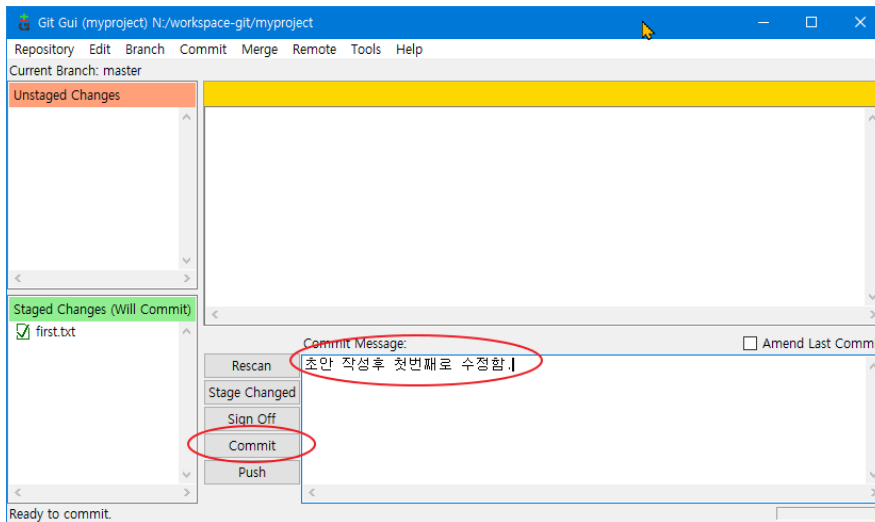 Git Gui (myproject) N:/workspace-git/myproject
Repository Edit Branch Commit Merge Remote Tools Help
Current Branch: master
Unstaged Changes
Staged Changes (Will Commit)
first.txt
Commit Message:
Amend Last Comm
초안 작성후 첫번째로 수정함.
Rescan
Stage Changed
Sign Off
Commit
Push
Ready to commit.